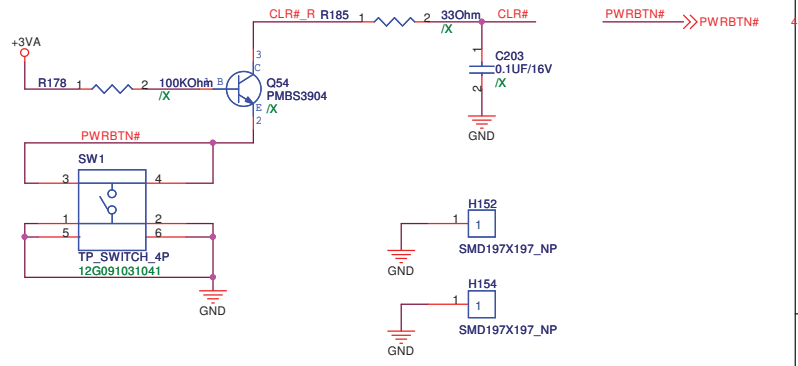 CLR#_R R185 1 2 33Ohm CLR# PWRBTN# PWRBTN# 4
/X
+3VA
3
C
1
C203
0.1UF/16V
/X
2
GND
R178 1 2 100KOhm 1 B Q54
/X
PMBS3904
E /X
2
PWRBTN#
SW1
3 4
1 2
5 6
TP_SWITCH_4P
12G091031041
GND
H152
1 1
SMD197X197_NP
GND
H154
1 1
SMD197X197_NP
GND